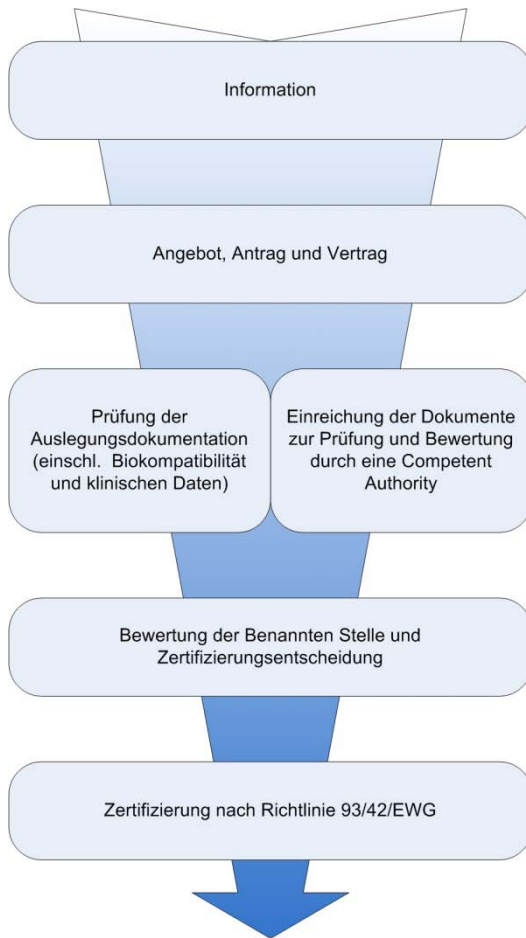 Information
Angebot, Antrag und Vertrag
Prüfung der
Auslegungsdokumentation
(einschl. Biokompatibilität
und klinischen Daten)
Einreichung der Dokumente
zur Prüfung und Bewertung
durch eine Competent
Authority
Bewertung der Benannten Stelle und
Zertifizierungsentscheidung
Zertifizierung nach Richtlinie 93/42/EWG